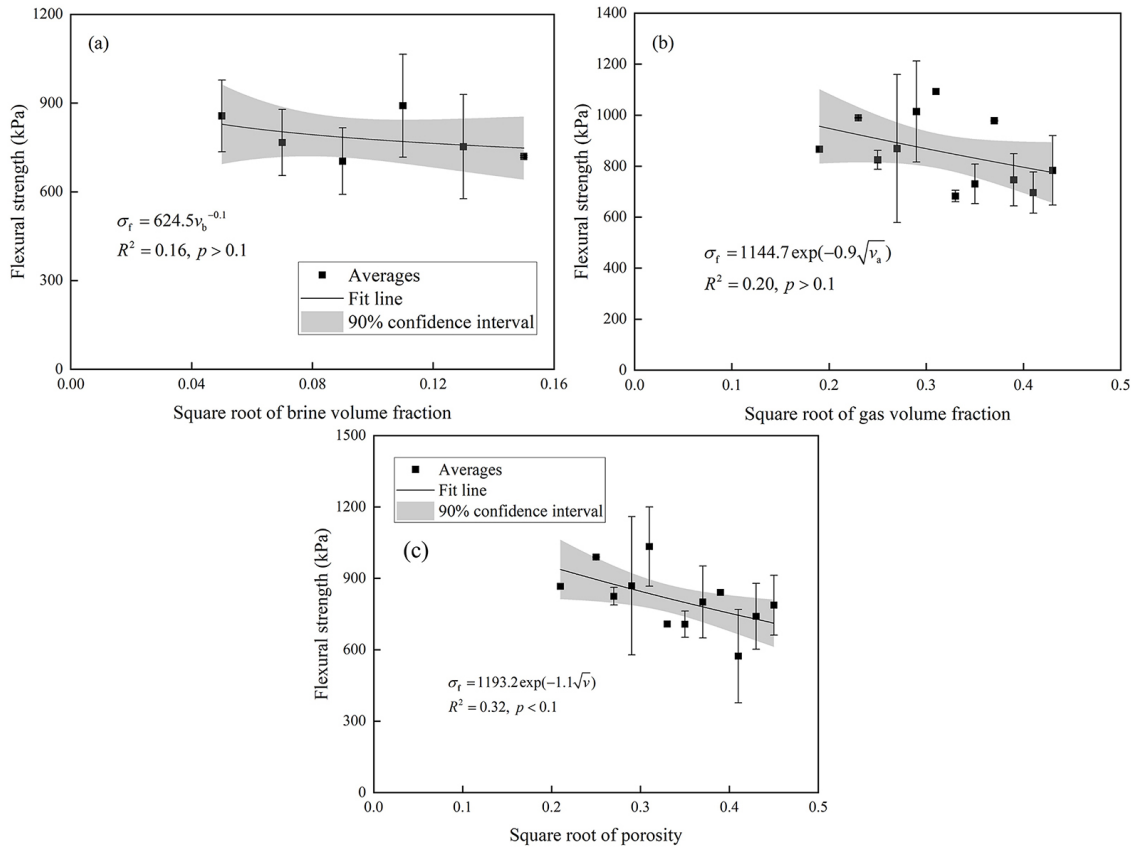 (a)
Flexural strength (kPa)
1200
900
600
300
0
σf = 624.5vb^−0.1
R² = 0.16, p > 0.1
Averages
Fit line
90% confidence interval
0.00 0.04 0.08 0.12 0.16
Square root of brine volume fraction
(b)
Flexural strength (kPa)
1400
1200
1000
800
600
400
200
0
σf = 1144.7 exp(−0.9√va)
R² = 0.20, p > 0.1
0.0 0.1 0.2 0.3 0.4 0.5
Square root of gas volume fraction
Flexural strength (kPa)
1500
1200
900
600
300
0
Averages
Fit line
90% confidence interval
(c)
σf = 1193.2 exp(−1.1√v)
R² = 0.32, p < 0.1
0.0 0.1 0.2 0.3 0.4 0.5
Square root of porosity